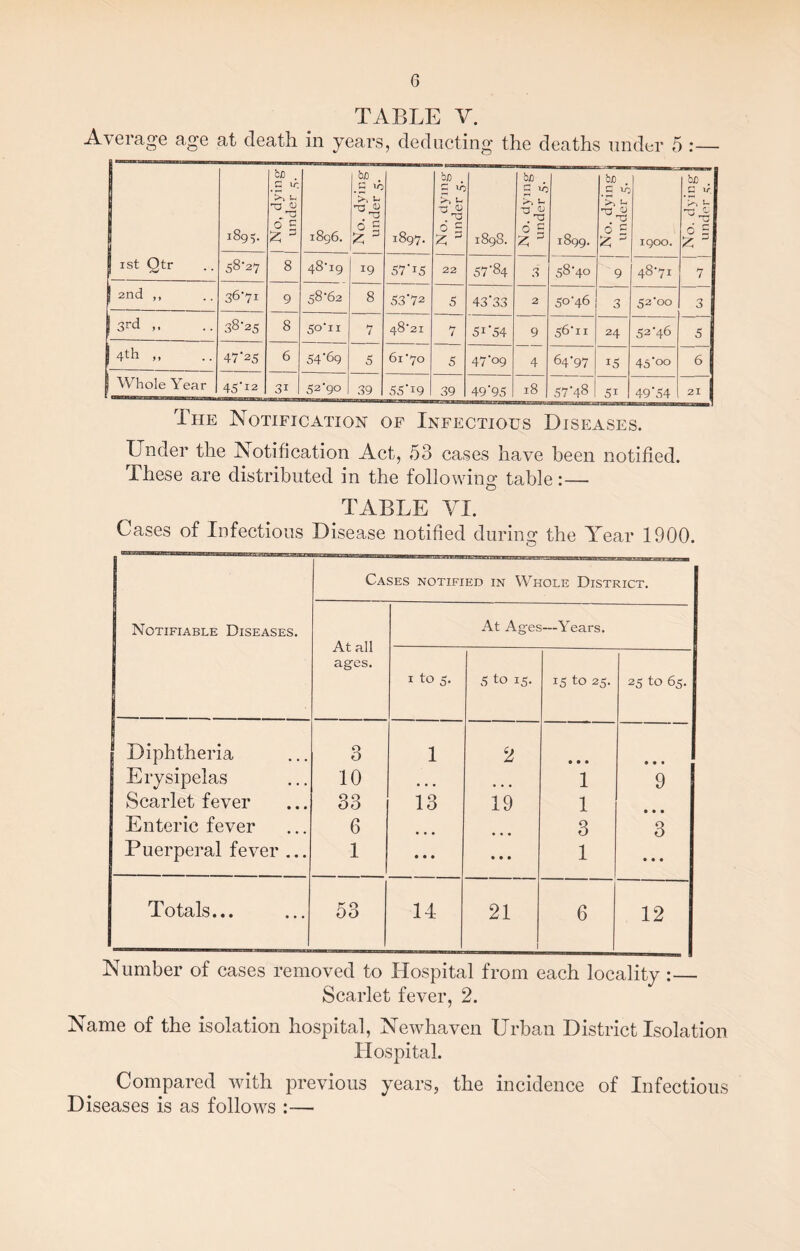 6
TABLE V.
Average age at death in years, deducting the deaths under 5 :—
1895. | No. dying under 5. | 1896. | No. dying under 5. | 1897. | No. dying under 5. | 1898. | No. dying under 5. | 1899. | No. dying under 5. | 1900. | No. dying under 5.
1st Qtr .. | 58·27 | 8 | 48·19 | 19 | 57·15 | 22 | 57·84 | 3 | 58·40 | 9 | 48·71 | 7
2nd ,, .. | 36·71 | 9 | 58·62 | 8 | 53·72 | 5 | 43·33 | 2 | 50·46 | 3 | 52·00 | 3
3rd ,, .. | 38·25 | 8 | 50·11 | 7 | 48·21 | 7 | 51·54 | 9 | 56·11 | 24 | 52·46 | 5
4th ,, .. | 47·25 | 6 | 54·69 | 5 | 61·70 | 5 | 47·09 | 4 | 64·97 | 15 | 45·00 | 6
Whole Year | 45·12 | 31 | 52·90 | 39 | 55·19 | 39 | 49·95 | 18 | 57·48 | 51 | 49·54 | 21
The Notification of Infectious Diseases.
Under the Notification Act, 53 cases have been notified.
These are distributed in the following table:—
TABLE VI.
Cases of Infectious Disease notified during the Year 1900.
Notifiable Diseases. | Cases notified in Whole District.
At all ages. | At Ages—Years.
1 to 5. | 5 to 15. | 15 to 25. | 25 to 65.
Diphtheria ... | 3 | 1 | 2 | ... | ...
Erysipelas ... | 10 | ... | ... | 1 | 9
Scarlet fever ... | 33 | 13 | 19 | 1 | ...
Enteric fever ... | 6 | ... | ... | 3 | 3
Puerperal fever ... | 1 | ... | ... | 1 | ...
Totals... ... | 53 | 14 | 21 | 6 | 12
Number of cases removed to Hospital from each locality :—
Scarlet fever, 2.
Name of the isolation hospital, Newhaven Urban District Isolation
Hospital.
Compared with previous years, the incidence of Infectious
Diseases is as follows :—